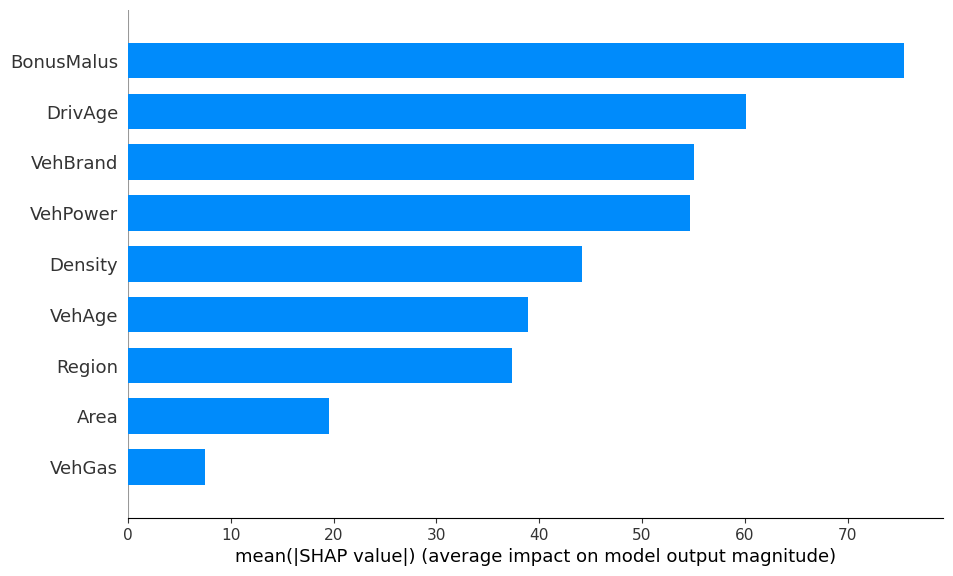 BonusMalus
DrivAge
VehBrand
VehPower
Density
VehAge
Region
Area
VehGas
0 10 20 30 40 50 60 70
mean(|SHAP value|) (average impact on model output magnitude)